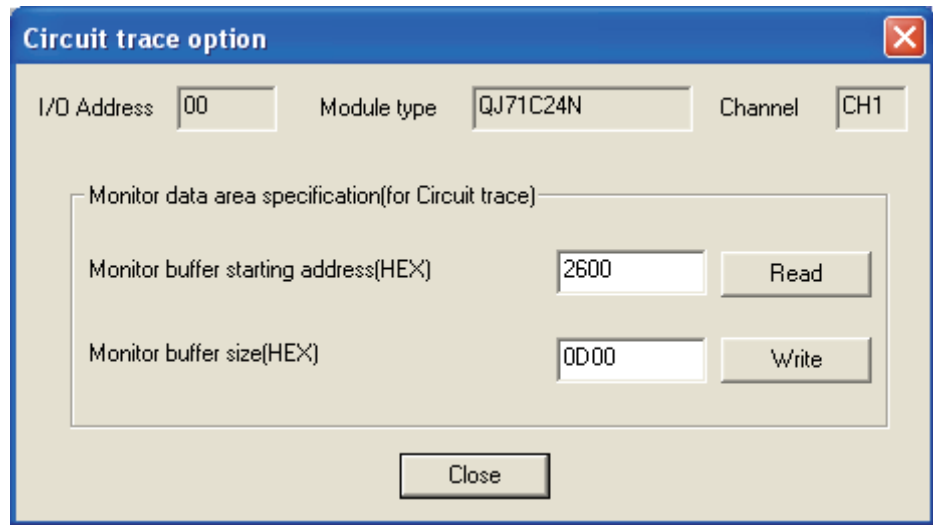 Circuit trace option
I/O Address 00 Module type QJ71C24N Channel CH1
Monitor data area specification(for Circuit trace)
Monitor buffer starting address(HEX) 2600 Read
Monitor buffer size(HEX) 0D00 Write
Close